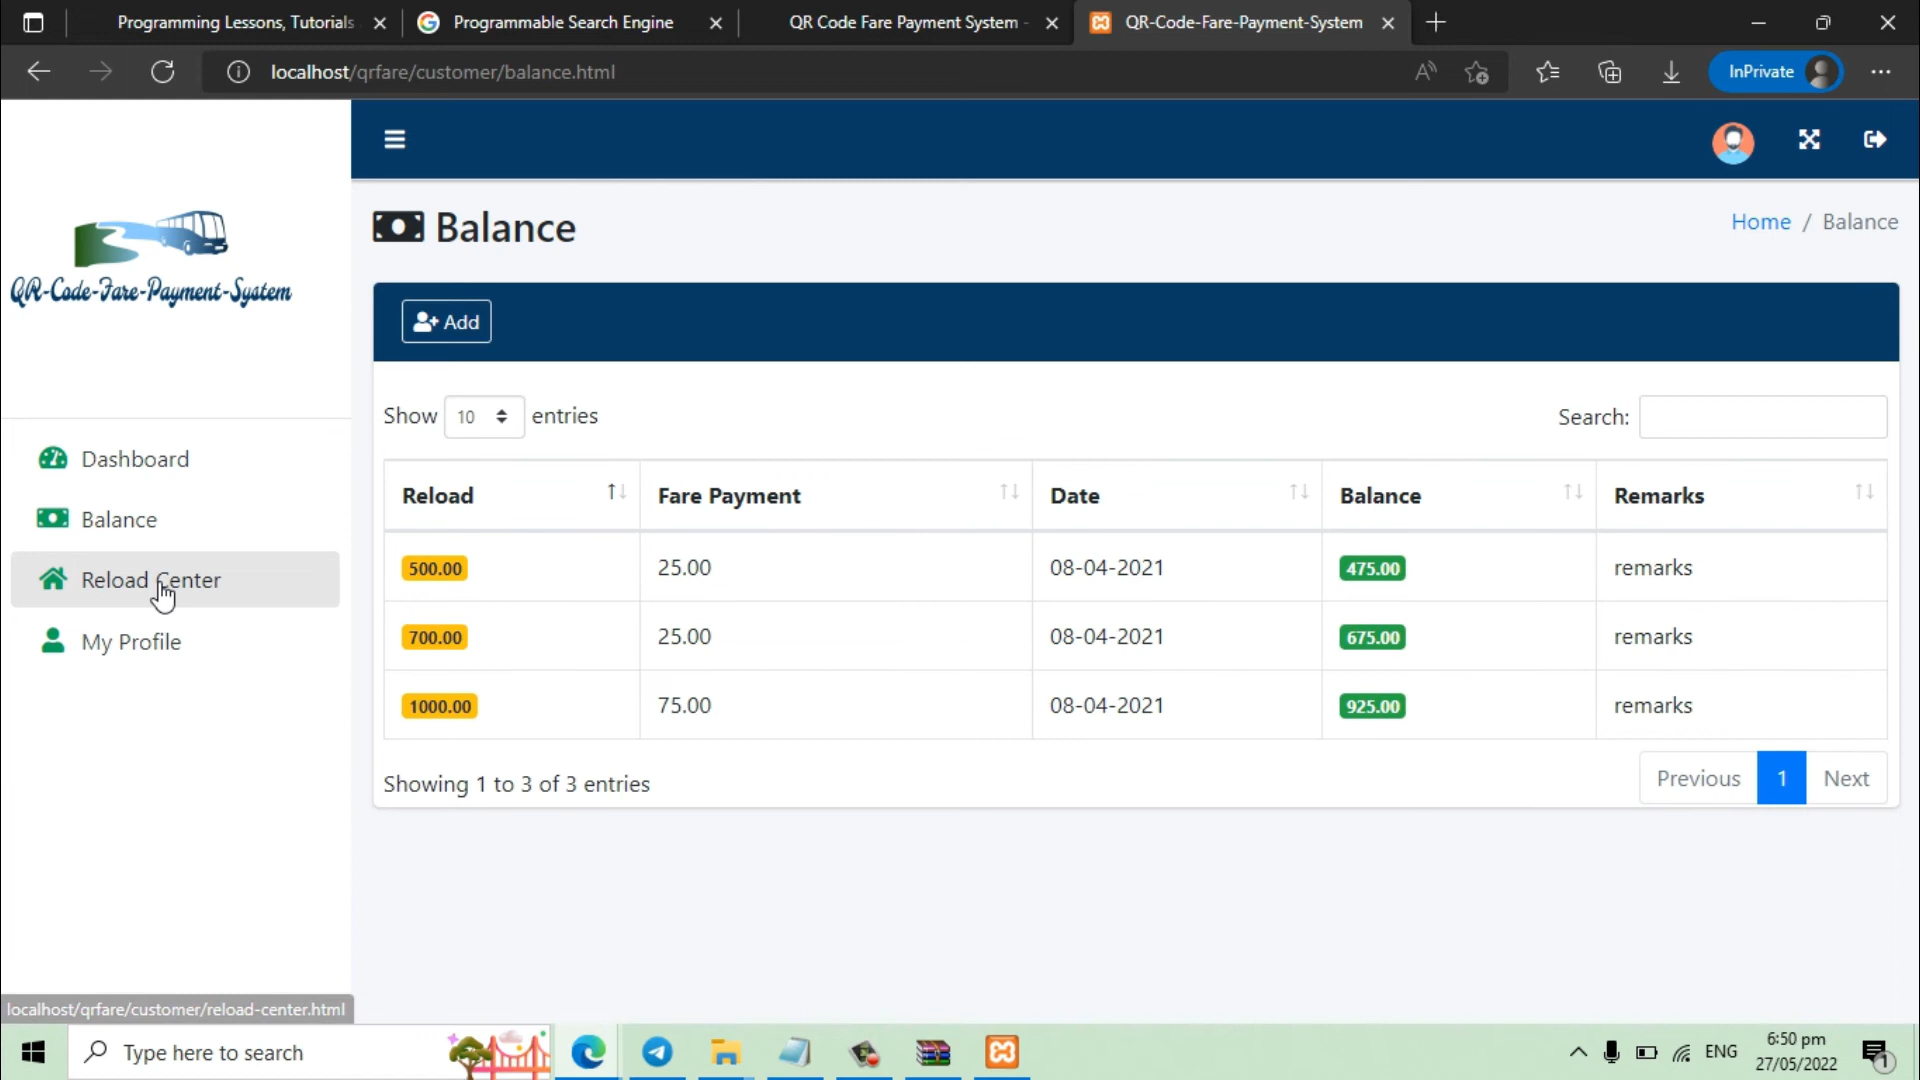 Programming Lessons, Tutorials
Programmable Search Engine
QR Code Fare Payment System -
QR-Code-Fare-Payment-System
localhost/qrfare/customer/balance.html
InPrivate
QR-Code-Fare-Payment-System
Dashboard
Balance
Reload Center
My Profile
Balance
Home / Balance
Add
Show 10 entries
Search:
Reload Fare Payment Date Balance Remarks
500.00 25.00 08-04-2021 475.00 remarks
700.00 25.00 08-04-2021 675.00 remarks
1000.00 75.00 08-04-2021 925.00 remarks
Showing 1 to 3 of 3 entries
Previous 1 Next
localhost/qrfare/customer/reload-center.html
Type here to search
ENG
6:50 pm
27/05/2022
1